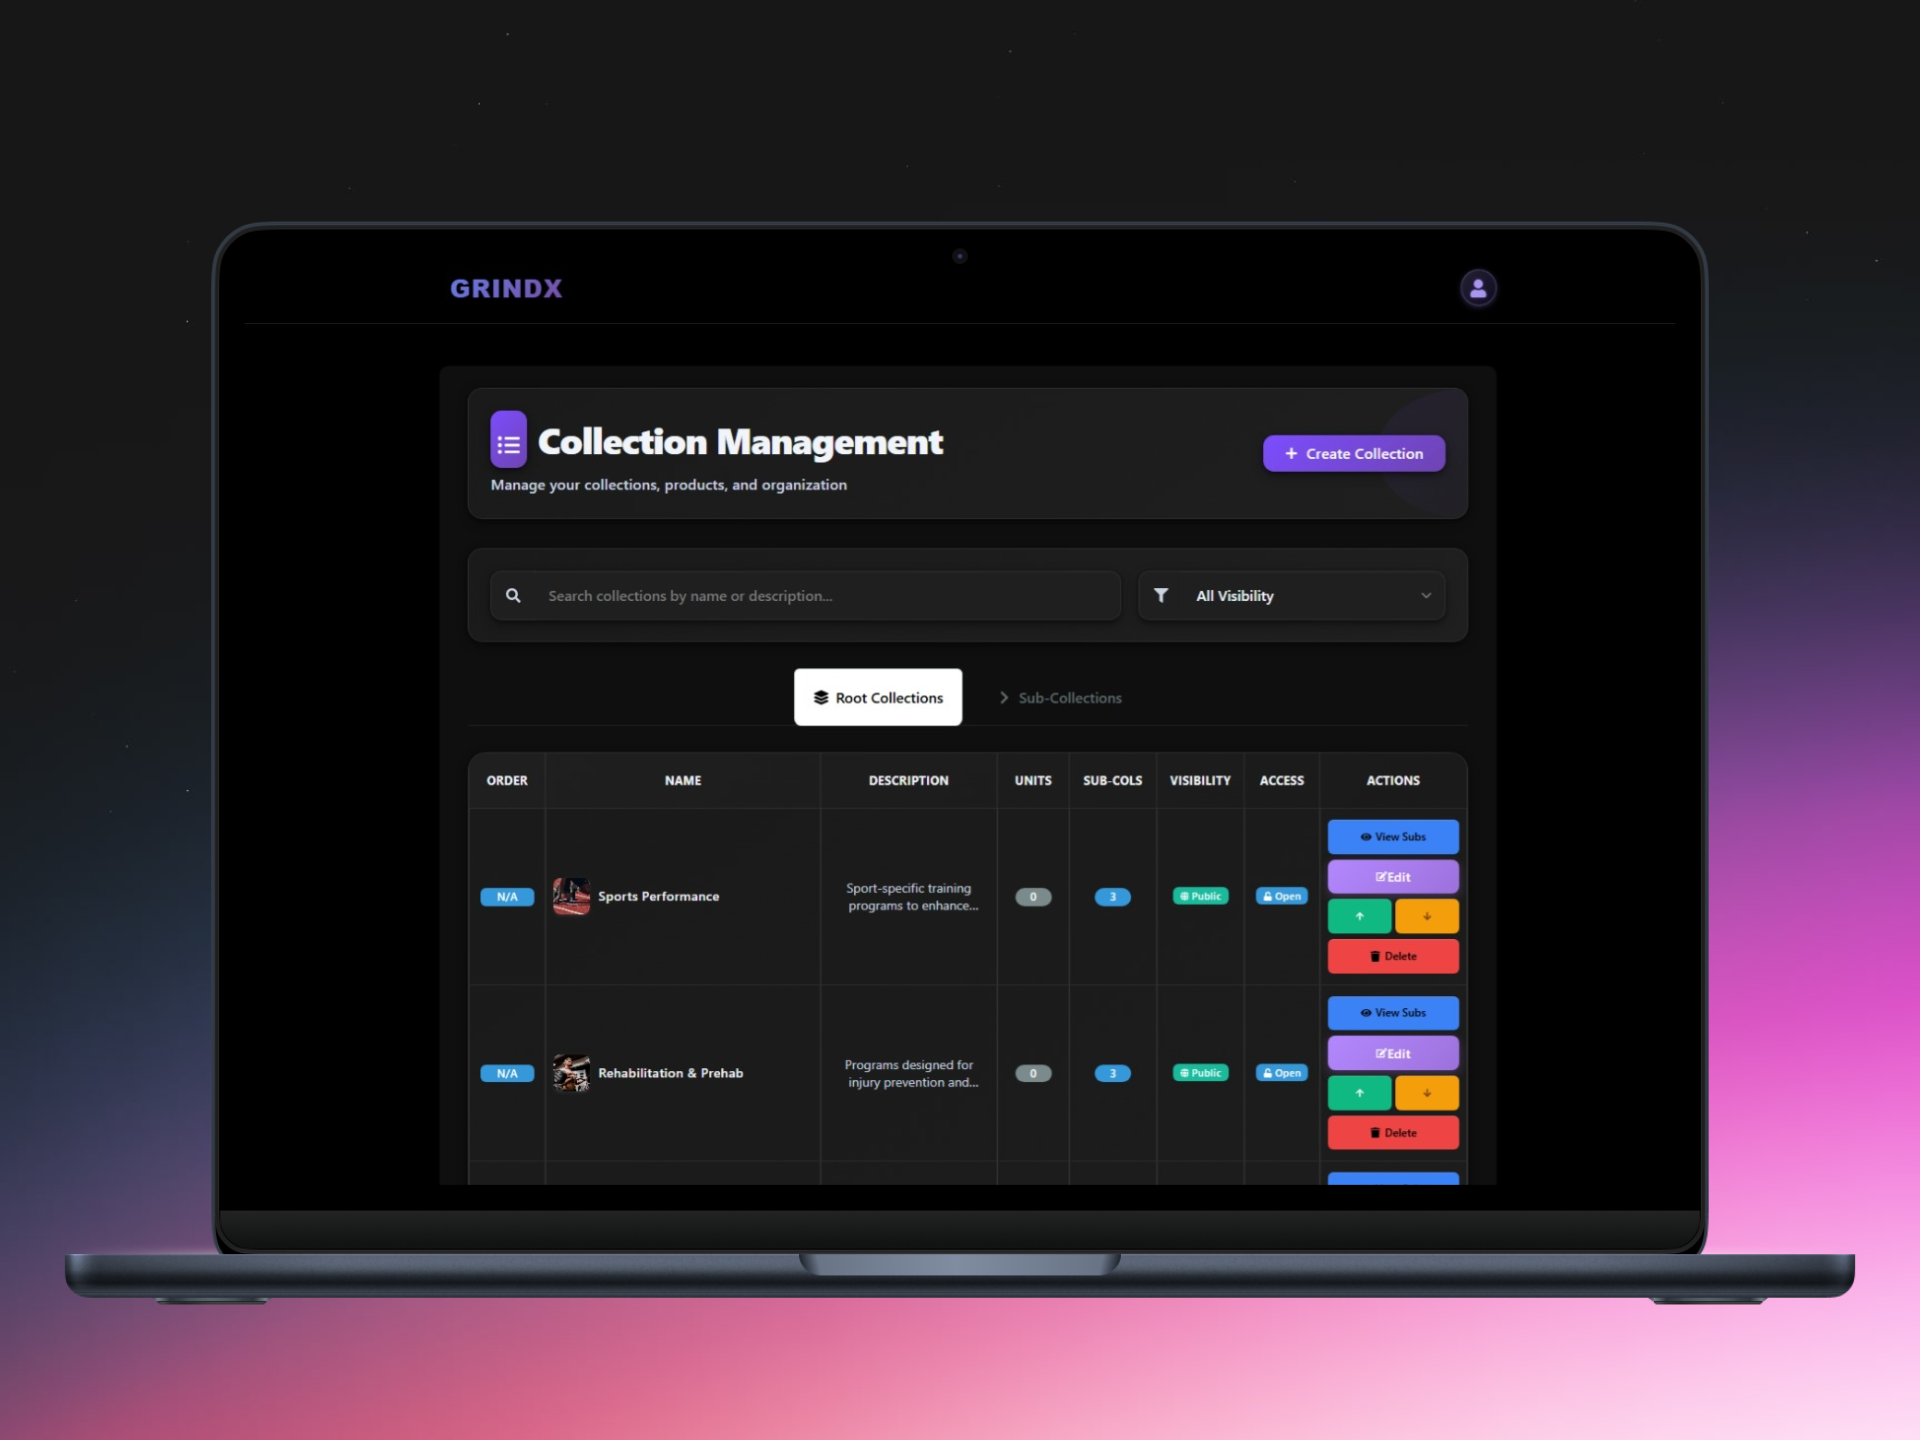 GRINDX
Collection Management
Manage your collections, products, and organization
+ Create Collection
Search collections by name or description...
All Visibility
Root Collections
Sub-Collections
ORDER NAME DESCRIPTION UNITS SUB-COLS VISIBILITY ACCESS ACTIONS
N/A Sports Performance
Sport-specific training
programs to enhance...
0 3 Public Open
View Subs
Edit
↑ ↓
Delete
N/A Rehabilitation & Prehab
Programs designed for
injury prevention and...
0 3 Public Open
View Subs
Edit
↑ ↓
Delete